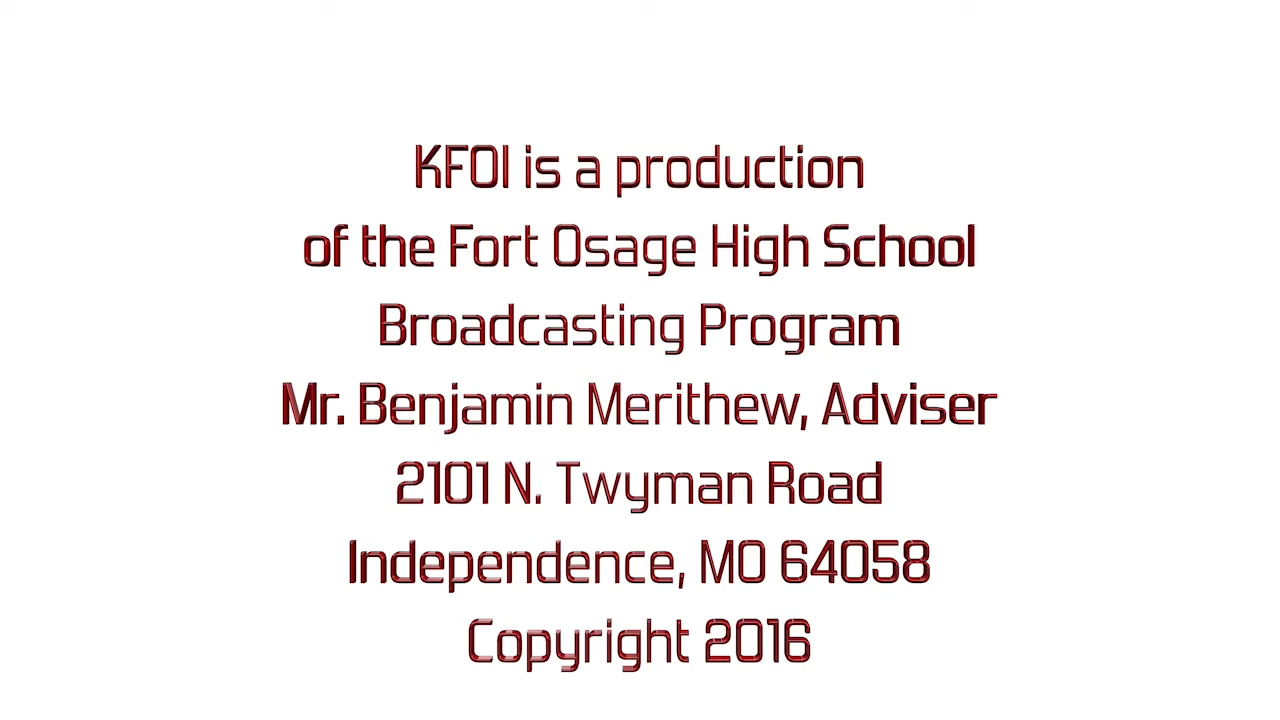 KFOI is a production
of the Fort Osage High School
Broadcasting Program
Mr. Benjamin Merithew, Adviser
2101 N. Twyman Road
Independence, MO 64058
Copyright 2016